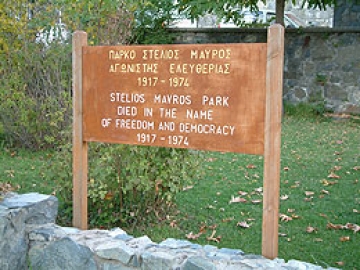 ΠΑΡΚΟ ΣΤΕΛΙΟΣ ΜΑΥΡΟΣ
ΑΓΩΝΙΣΤΗΣ ΕΛΕΥΘΕΡΙΑΣ
1917 - 1974
STELIOS MAVROS PARK
DIED IN THE NAME
OF FREEDOM AND DEMOCRACY
1917 - 1974